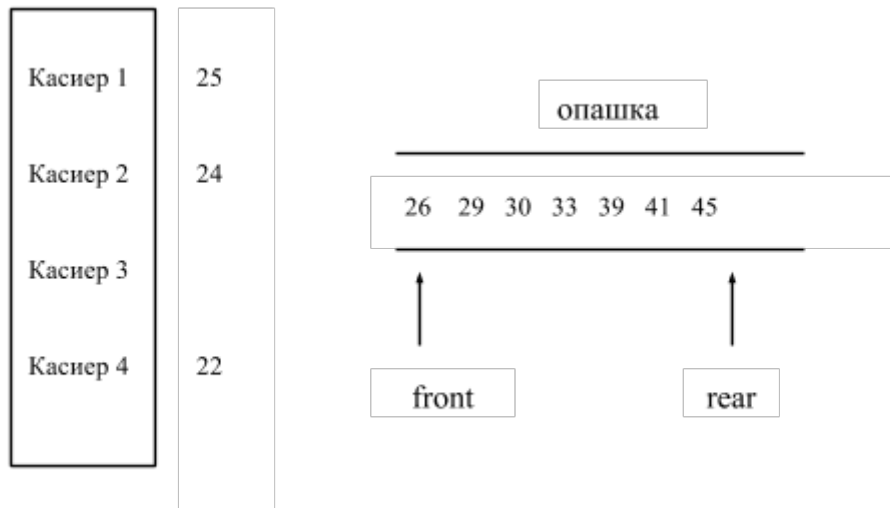 Касиер 1 25
Касиер 2 24
Касиер 3
Касиер 4 22
опашка
26 29 30 33 39 41 45
front rear